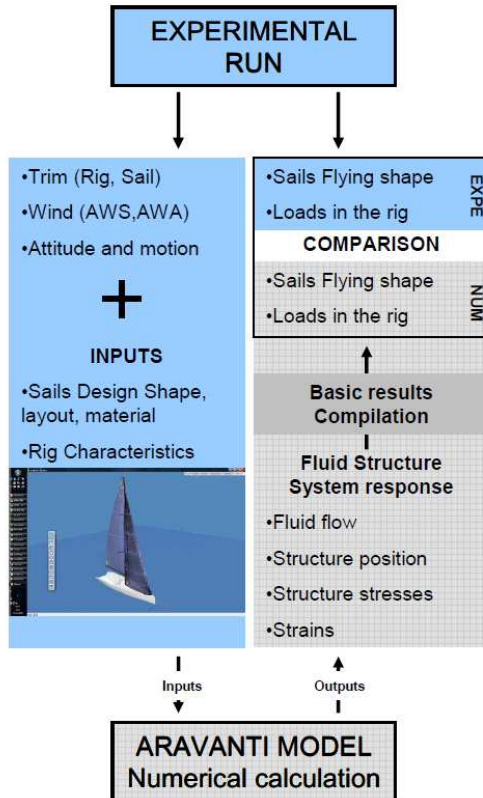 EXPERIMENTAL
RUN
•Trim (Rig, Sail)
•Wind (AWS,AWA)
•Attitude and motion
+
INPUTS
•Sails Design Shape,
layout, material
•Rig Characteristics
•Sails Flying shape
•Loads in the rig
EXPE
COMPARISON
•Sails Flying shape
•Loads in the rig
NUM
Basic results
Compilation
Fluid Structure
System response
•Fluid flow
•Structure position
•Structure stresses
•Strains
Inputs
Outputs
ARAVANTI MODEL
Numerical calculation